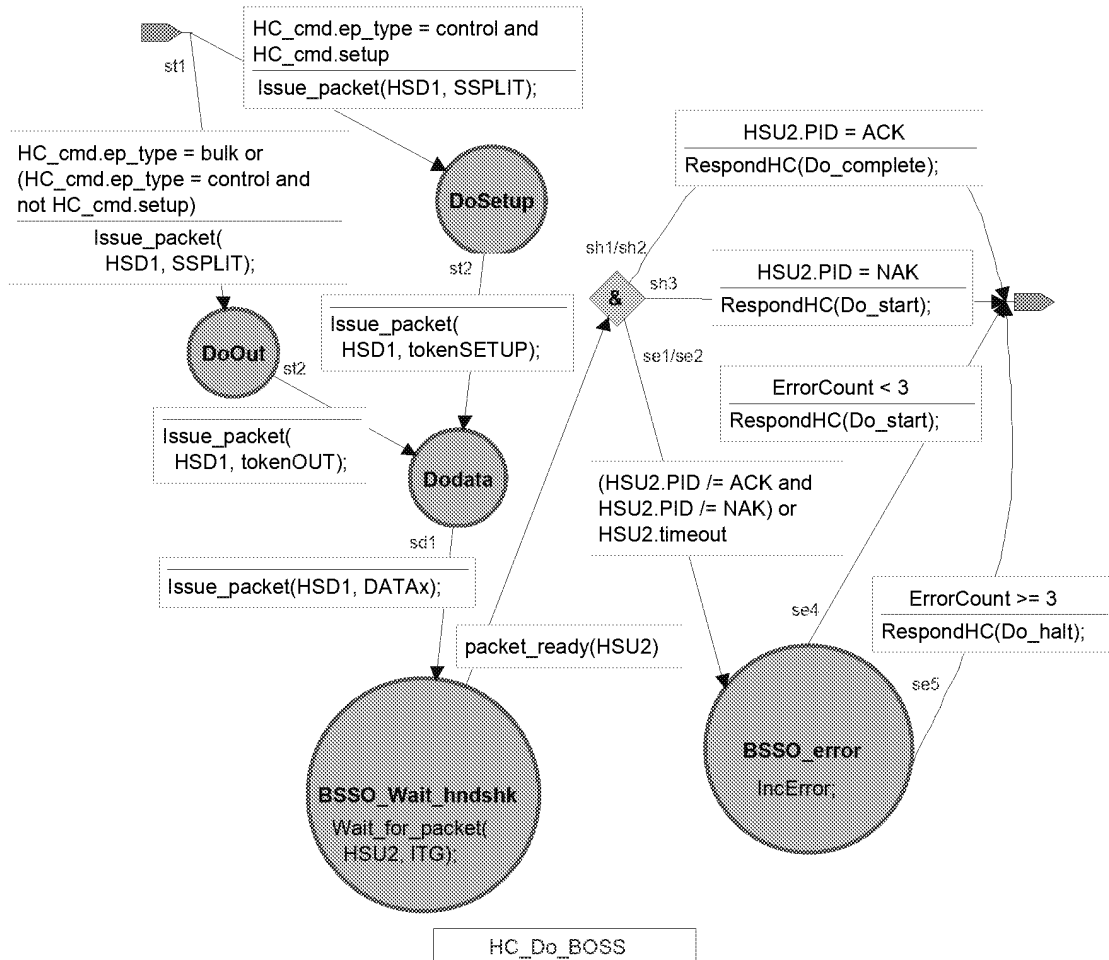 HC_cmd.ep_type = control and
HC_cmd.setup
Issue_packet(HSD1, SSPLIT);
st1
HC_cmd.ep_type = bulk or
(HC_cmd.ep_type = control and
not HC_cmd.setup)
Issue_packet(
HSD1, SSPLIT);
DoSetup
st2
Issue_packet(
HSD1, tokenSETUP);
DoOut
st2
Issue_packet(
HSD1, tokenOUT);
Dodata
sd1
Issue_packet(HSD1, DATAx);
BSSO_Wait_hndshk
Wait_for_packet(
HSU2, ITG);
packet_ready(HSU2)
&
sh1/sh2
HSU2.PID = ACK
RespondHC(Do_complete);
sh3
HSU2.PID = NAK
RespondHC(Do_start);
se1/se2
(HSU2.PID /= ACK and
HSU2.PID /= NAK) or
HSU2.timeout
ErrorCount < 3
RespondHC(Do_start);
se4
ErrorCount >= 3
RespondHC(Do_halt);
se5
BSSO_error
IncError;
HC_Do_BOSS